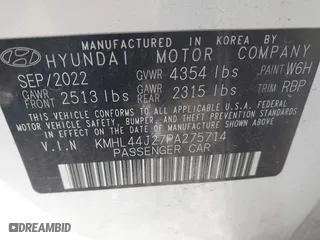 MANUFACTURED IN KOREA BY
HYUNDAI MOTOR COMPANY
SEP/2022 GVWR 4354 lbs PAINT W6H
GAWR FRONT 2513 lbs GAWR REAR 2315 lbs TRIM RBP
THIS VEHICLE CONFORMS TO ALL APPLICABLE
U.S. FEDERAL MOTOR VEHICLE SAFETY, BUMPER, AND THEFT
PREVENTION STANDARDS IN EFFECT ON THE DATE OF
MANUFACTURE SHOWN ABOVE.
V.I.N KMHL44J27PA275714
PASSENGER CAR
DREAMBID